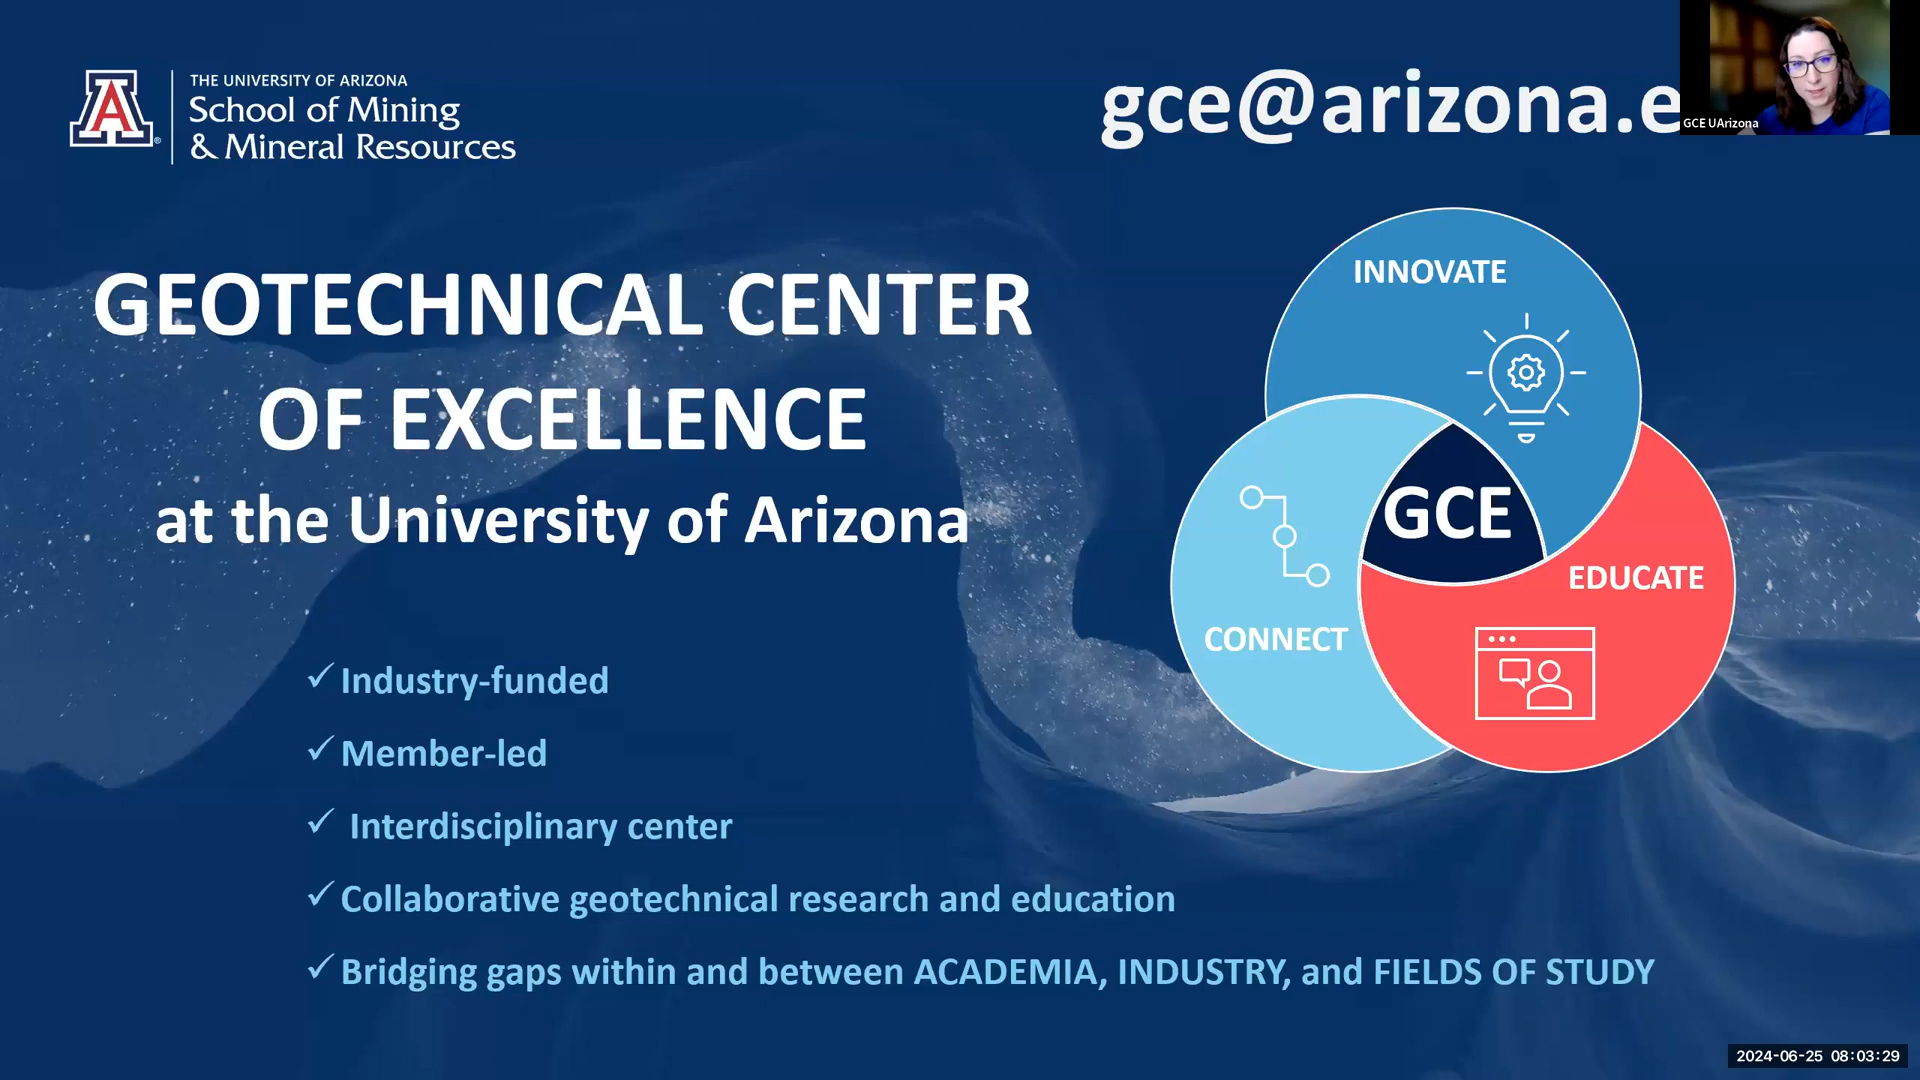 THE UNIVERSITY OF ARIZONA
School of Mining
& Mineral Resources
gce@arizona.e
GCE UArizona
GEOTECHNICAL CENTER
OF EXCELLENCE
at the University of Arizona
INNOVATE
GCE
EDUCATE
CONNECT
✓ Industry-funded
✓ Member-led
✓ Interdisciplinary center
✓ Collaborative geotechnical research and education
✓ Bridging gaps within and between ACADEMIA, INDUSTRY, and FIELDS OF STUDY
2024-06-25 08:03:29